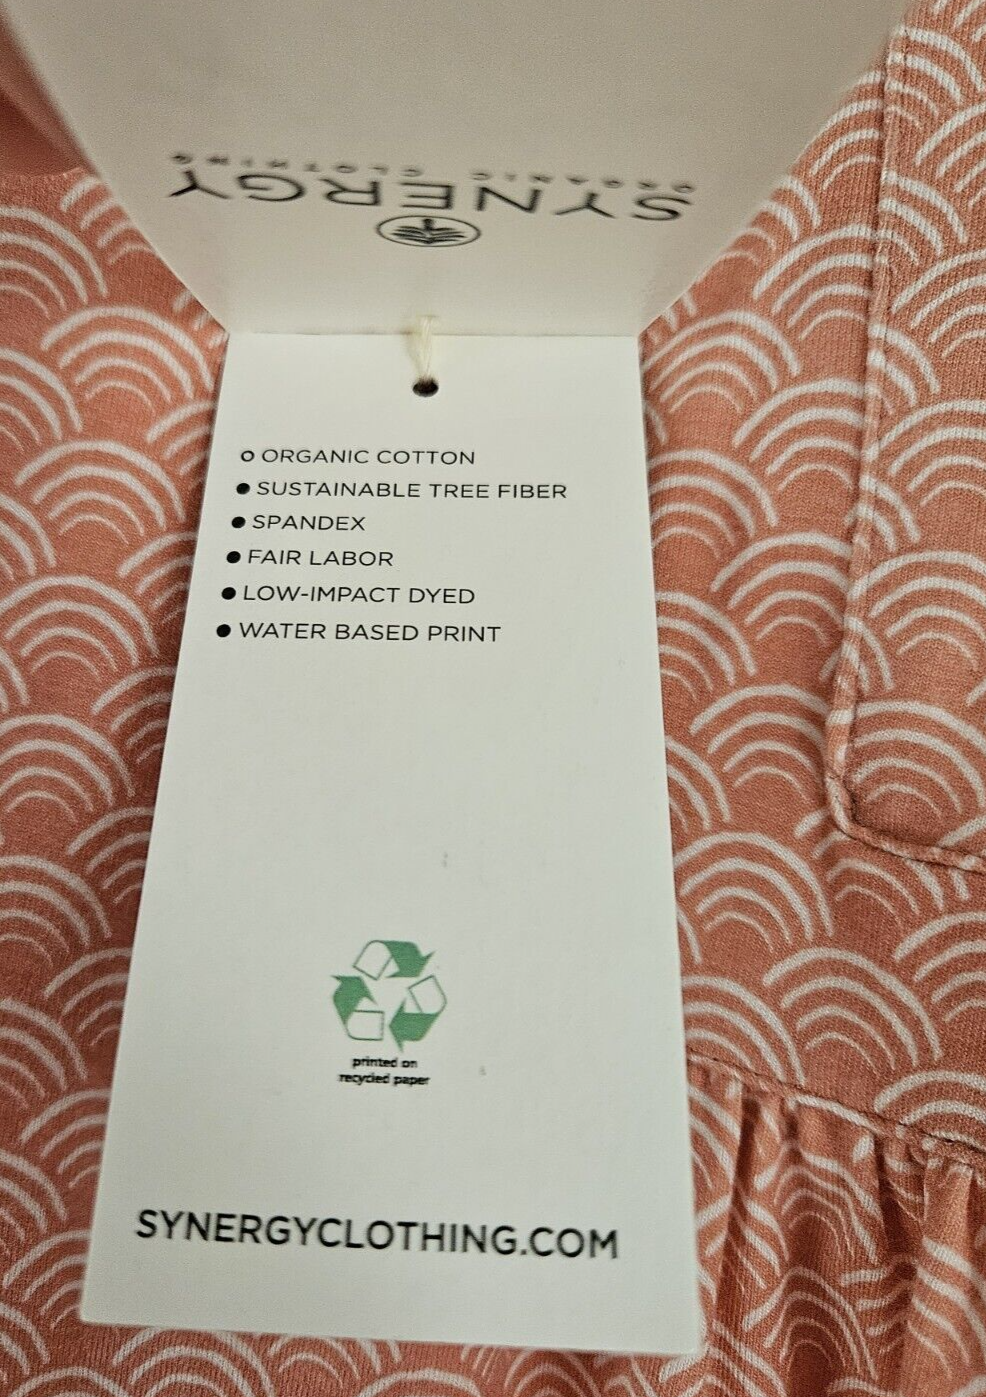 SYNERGY
ORGANIC CLOTHING
ORGANIC COTTON
SUSTAINABLE TREE FIBER
SPANDEX
FAIR LABOR
LOW-IMPACT DYED
WATER BASED PRINT
printed on
recycled paper
SYNERGYCLOTHING.COM